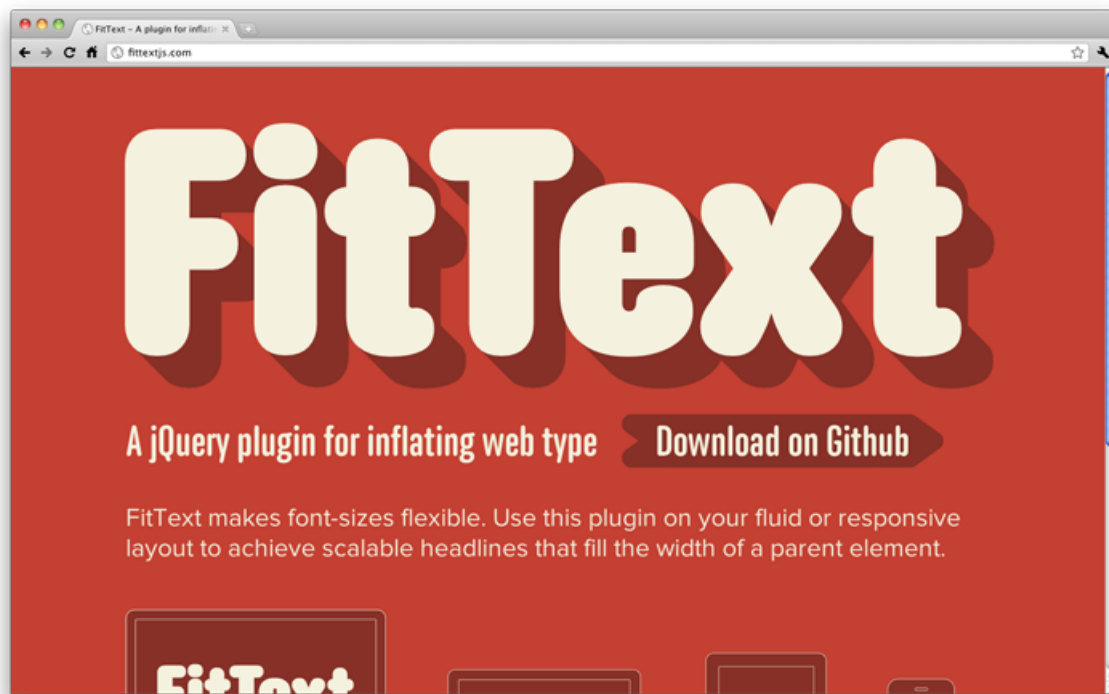 FitText – A plugin for inflatin
fittextjs.com
FitText
A jQuery plugin for inflating web type
Download on Github
FitText makes font-sizes flexible. Use this plugin on your fluid or responsive
layout to achieve scalable headlines that fill the width of a parent element.
FitText